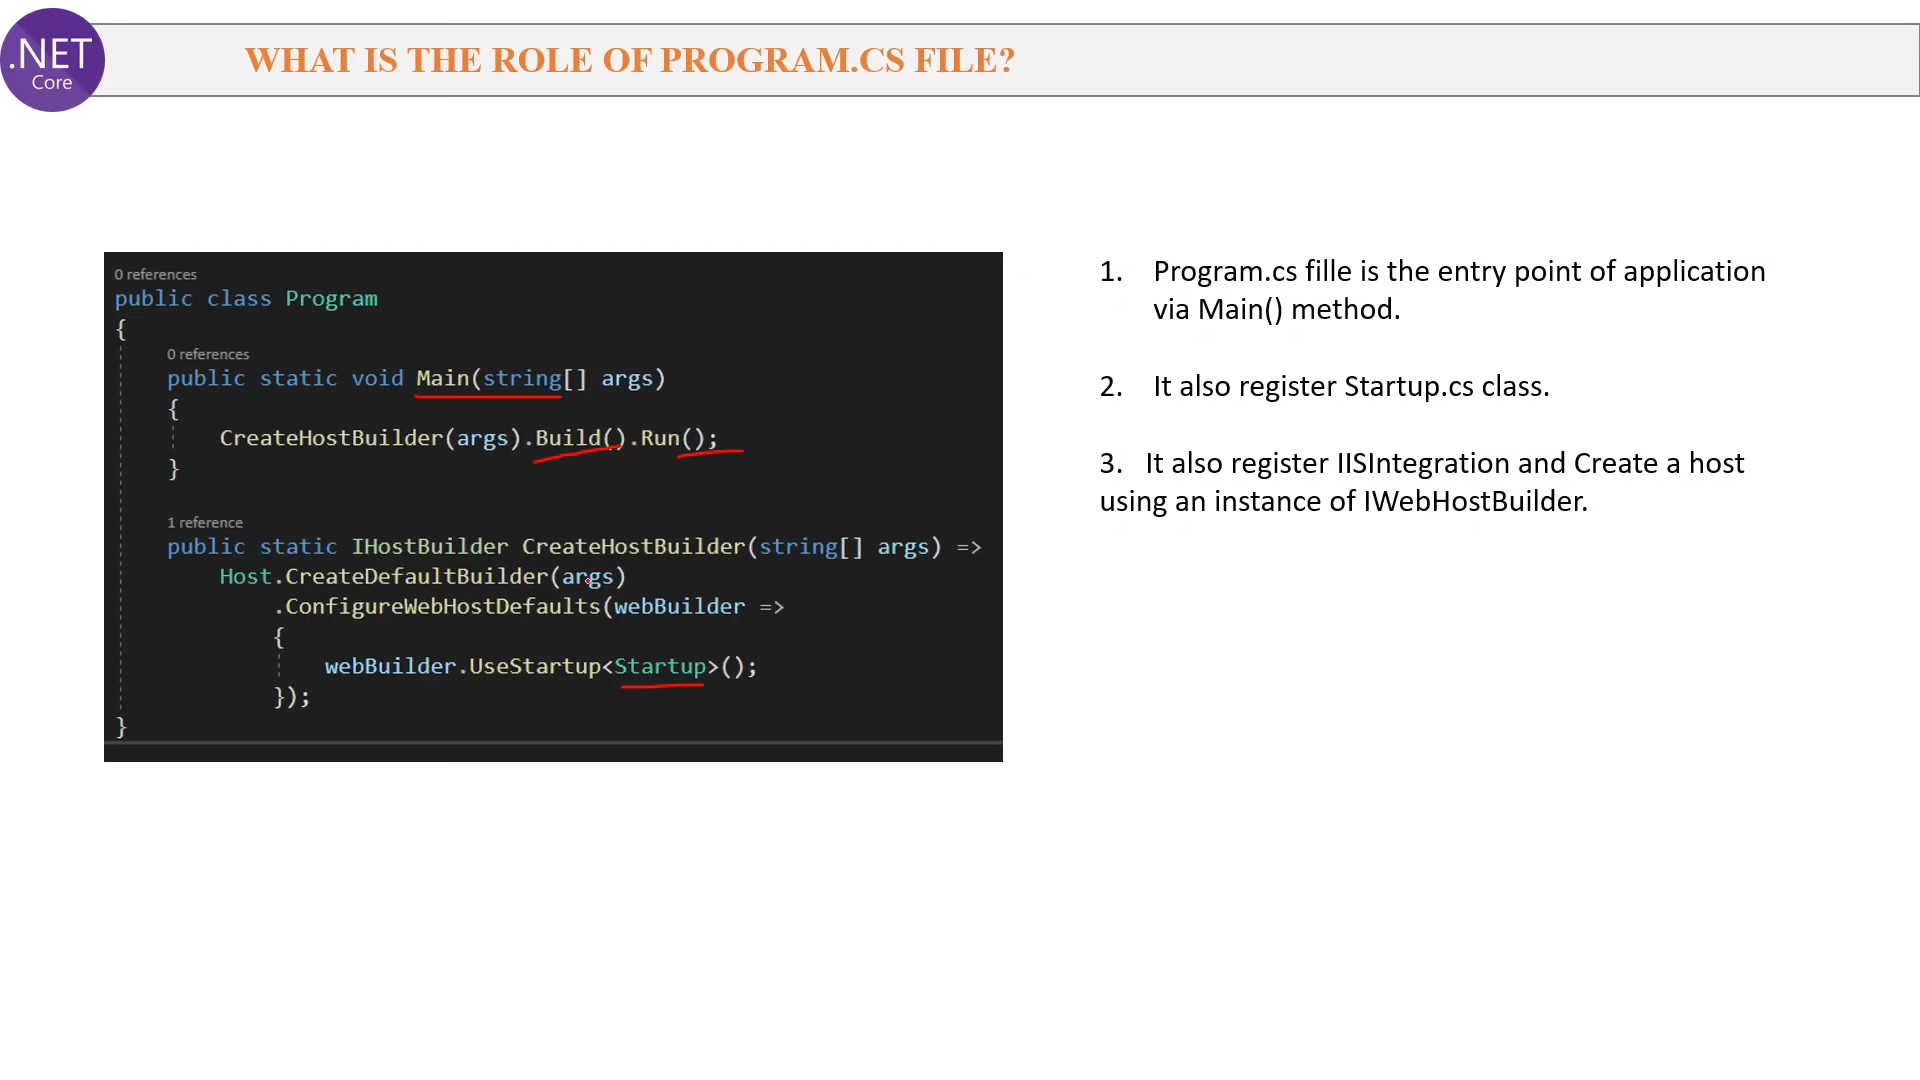 .NET
Core
WHAT IS THE ROLE OF PROGRAM.CS FILE?
0 references
public class Program
{
0 references
public static void Main(string[] args)
{
CreateHostBuilder(args).Build().Run();
}
1 reference
public static IHostBuilder CreateHostBuilder(string[] args) =>
Host.CreateDefaultBuilder(args)
.ConfigureWebHostDefaults(webBuilder =>
{
webBuilder.UseStartup<Startup>();
});
}
1. Program.cs fille is the entry point of application
via Main() method.
2. It also register Startup.cs class.
3. It also register IISIntegration and Create a host
using an instance of IWebHostBuilder.